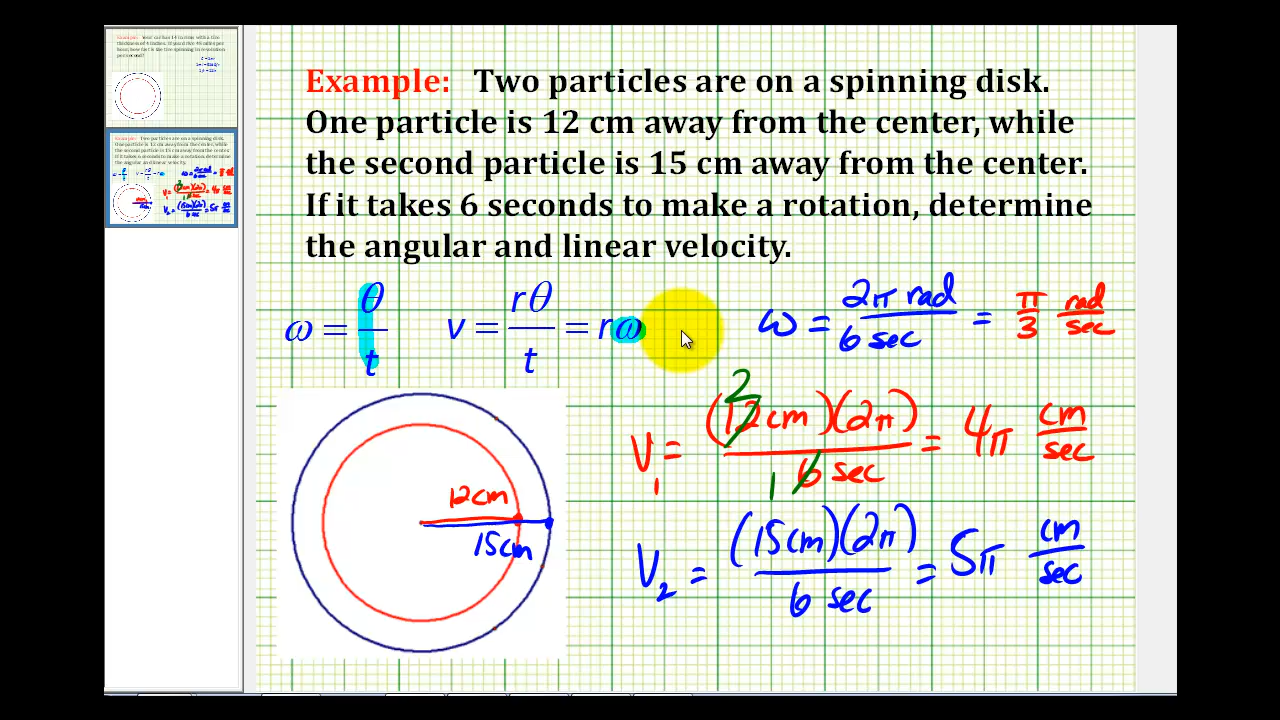 Example: Two particles are on a spinning disk.
One particle is 12 cm away from the center, while
the second particle is 15 cm away from the center.
If it takes 6 seconds to make a rotation, determine
the angular and linear velocity.
ω = θ/t
v = rθ/t = rω
ω = 2π rad / 6 sec = π/3 rad/sec
V₁ = (12cm)(2π) / 6 sec = 4π cm/sec
2
1
V₂ = (15cm)(2π) / 6 sec = 5π cm/sec
12cm
15cm